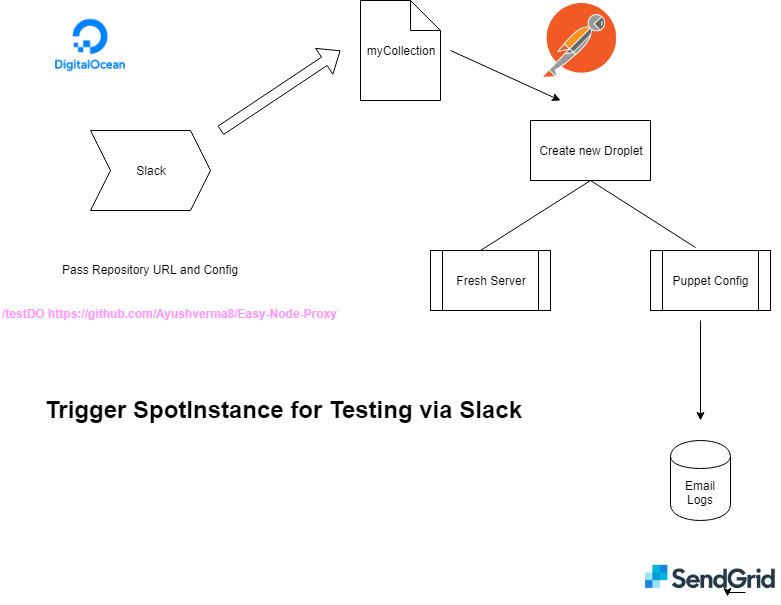 DigitalOcean
myCollection
Create new Droplet
Slack
Pass Repository URL and Config
Fresh Server
Puppet Config
/testDO https://github.com/Ayushverma8/Easy-Node-Proxy
Trigger SpotInstance for Testing via Slack
Email
Logs
SendGrid